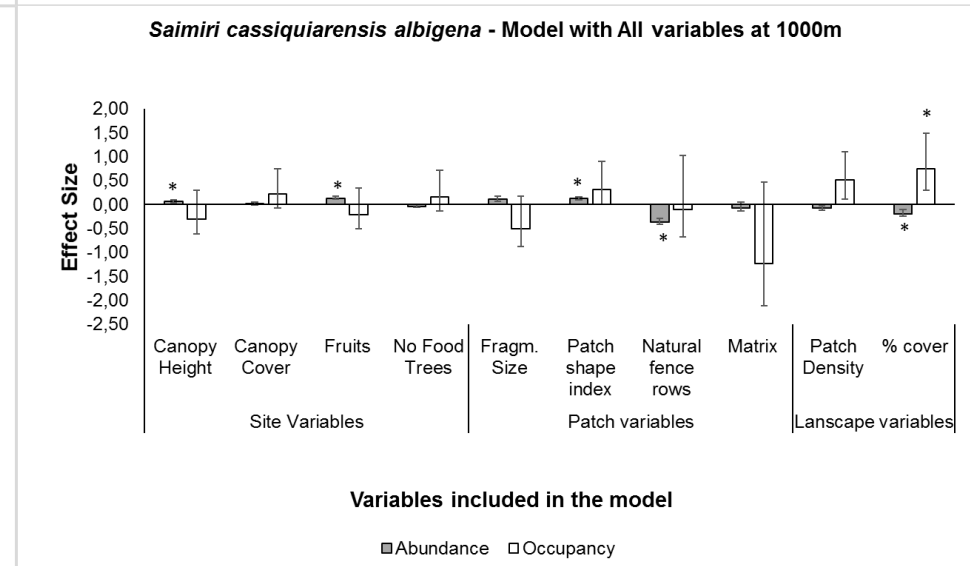 Saimiri cassiquiarensis albigena - Model with All variables at 1000m
2,00
1,50
1,00
0,50
0,00
-0,50
-1,00
-1,50
-2,00
-2,50
Effect Size
* * * * * *
Canopy Height
Canopy Cover
Fruits
No Food Trees
Fragm. Size
Patch shape index
Natural fence rows
Matrix
Patch Density
% cover
Site Variables
Patch variables
Lanscape variables
Variables included in the model
Abundance
Occupancy